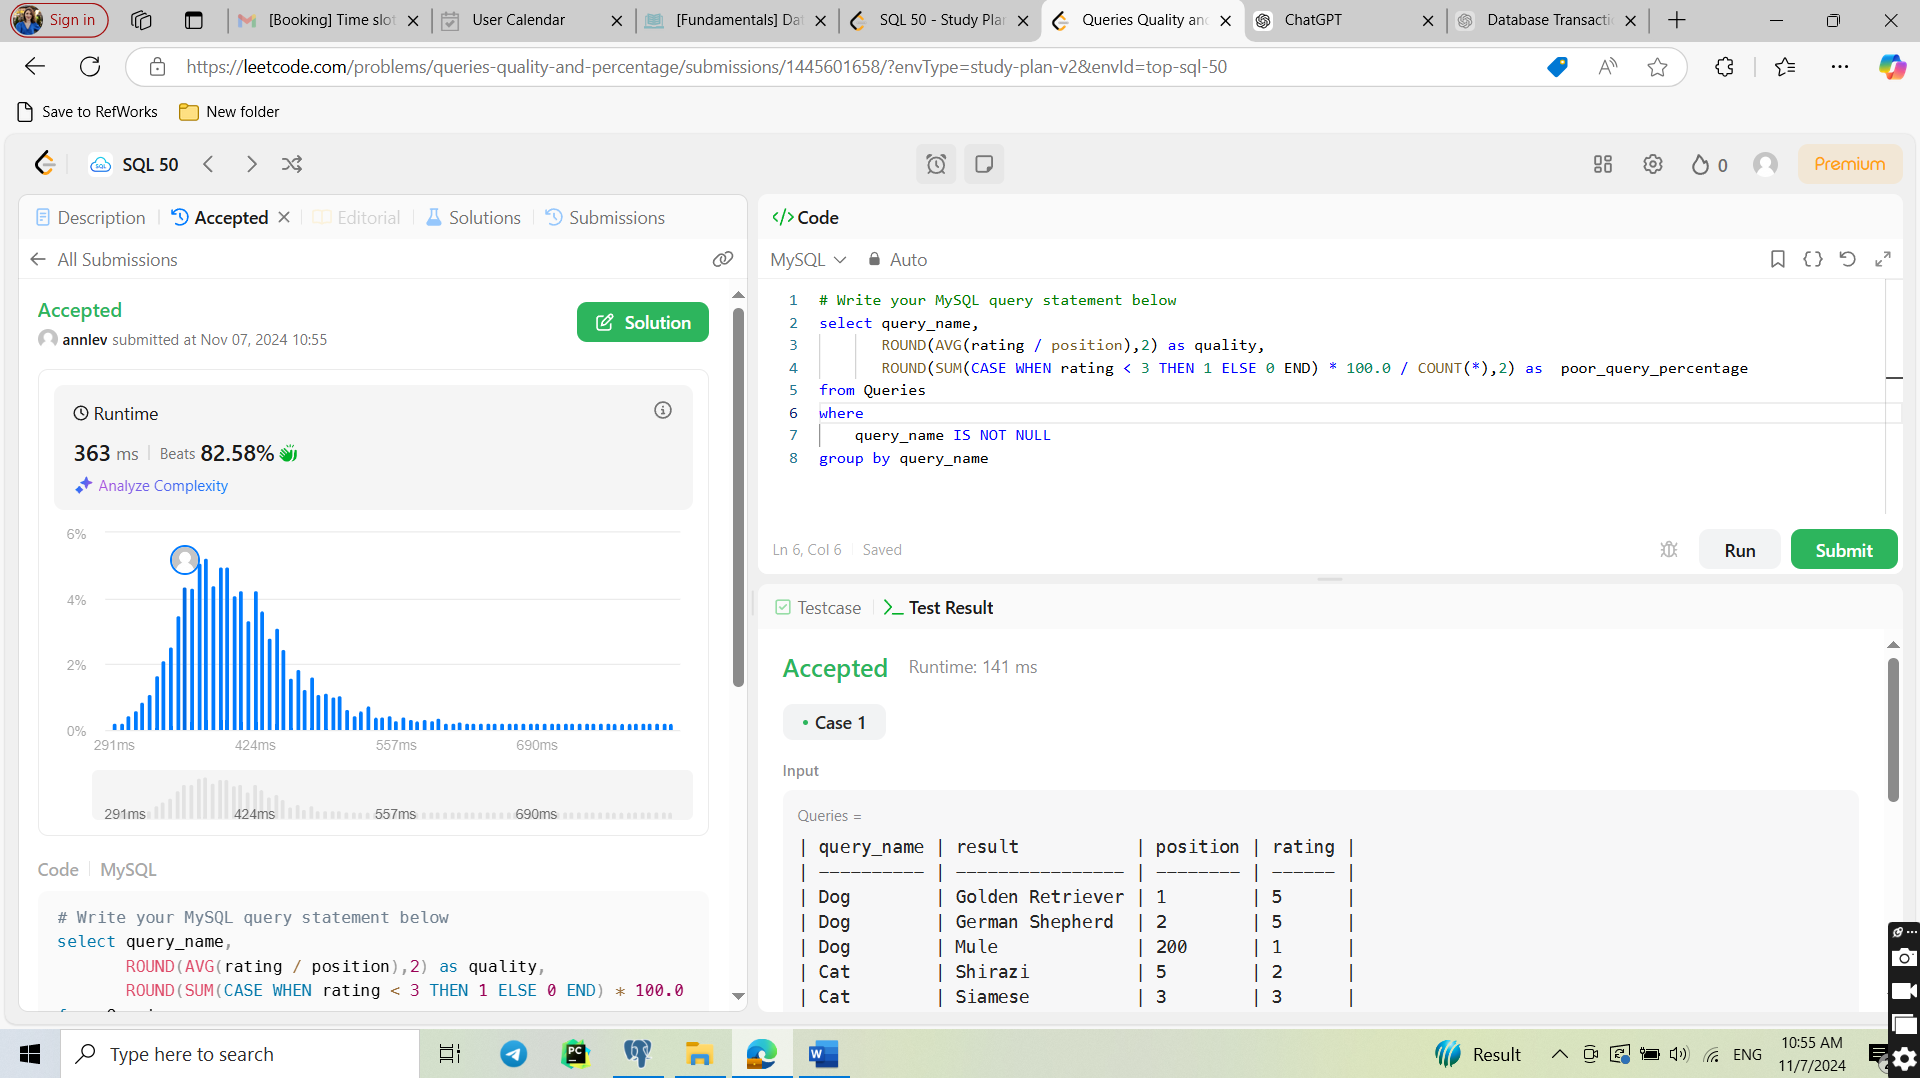 Sign in
[Booking] Time slot
User Calendar
[Fundamentals] Da
SQL 50 - Study Pla
Queries Quality an
ChatGPT
Database Transacti
https://leetcode.com/problems/queries-quality-and-percentage/submissions/1445601658/?envType=study-plan-v2&envId=top-sql-50
Save to RefWorks
New folder
SQL 50
0
Premium
Description
Accepted
Editorial
Solutions
Submissions
All Submissions
Accepted
annlev submitted at Nov 07, 2024 10:55
Solution
Runtime
363 ms
Beats 82.58%
Analyze Complexity
6%
4%
2%
0%
291ms 424ms 557ms 690ms
291ms 424ms 557ms 690ms
Code MySQL
# Write your MySQL query statement below
select query_name,
ROUND(AVG(rating / position),2) as quality,
ROUND(SUM(CASE WHEN rating < 3 THEN 1 ELSE 0 END) * 100.0
</> Code
MySQL
Auto
1 # Write your MySQL query statement below
2 select query_name,
3 ROUND(AVG(rating / position),2) as quality,
4 ROUND(SUM(CASE WHEN rating < 3 THEN 1 ELSE 0 END) * 100.0 / COUNT(*),2) as  poor_query_percentage
5 from Queries
6 where
7 query_name IS NOT NULL
8 group by query_name
Ln 6, Col 6 Saved
Run
Submit
Testcase
Test Result
Accepted Runtime: 141 ms
• Case 1
Input
Queries =
| query_name | result           | position | rating |
| ---------- | ---------------- | -------- | ------ |
| Dog        | Golden Retriever | 1        | 5      |
| Dog        | German Shepherd  | 2        | 5      |
| Dog        | Mule             | 200      | 1      |
| Cat        | Shirazi          | 5        | 2      |
| Cat        | Siamese          | 3        | 3      |
Type here to search
Result
ENG
10:55 AM
11/7/2024